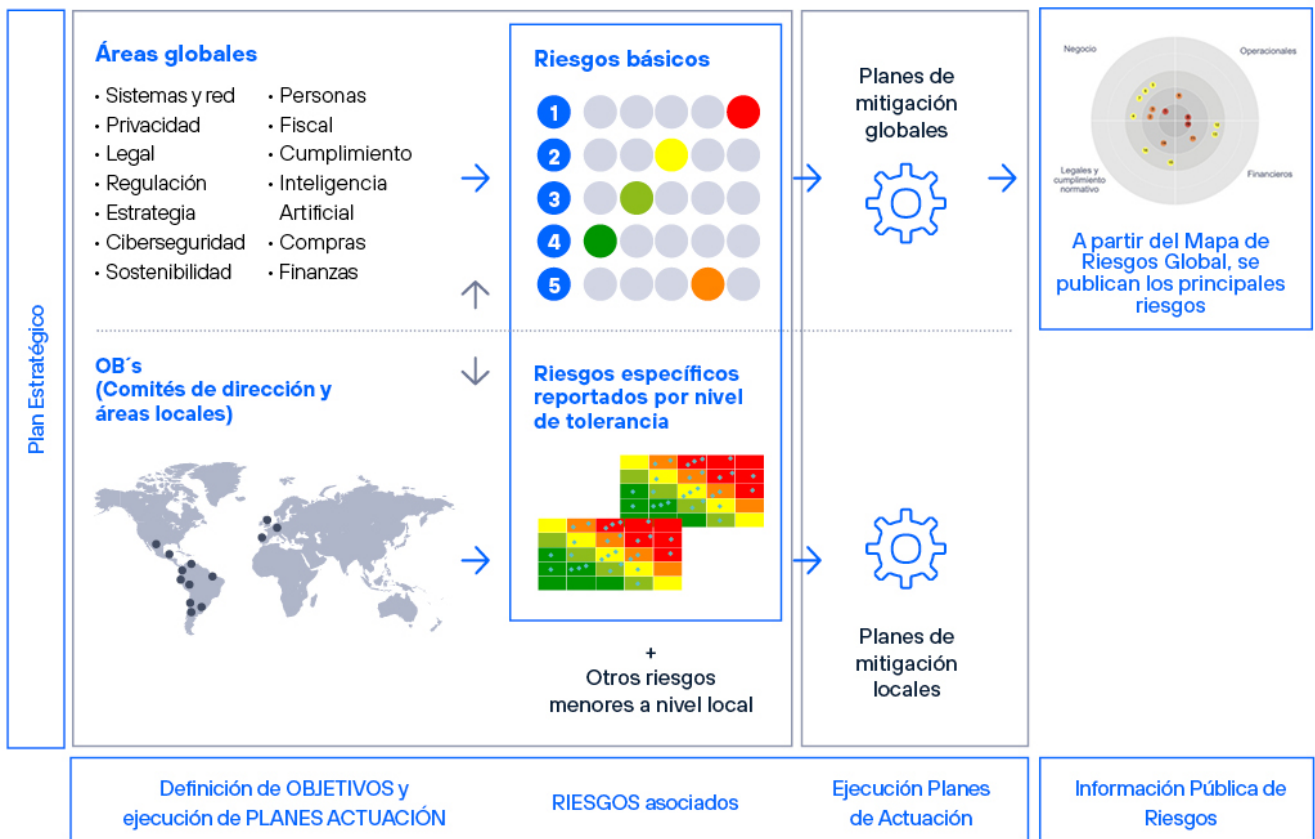 Plan Estratégico
Áreas globales
· Sistemas y red
· Privacidad
· Legal
· Regulación
· Estrategia
· Ciberseguridad
· Sostenibilidad
· Personas
· Fiscal
· Cumplimiento
· Inteligencia
Artificial
· Compras
· Finanzas
Riesgos básicos
1
2
3
4
5
Planes de
mitigación
globales
Negocio
Operacionales
Legales y
cumplimiento
normativo
Financieros
A partir del Mapa de
Riesgos Global, se
publican los principales
riesgos
OB´s
(Comités de dirección y
áreas locales)
Riesgos específicos
reportados por nivel
de tolerancia
+
Otros riesgos
menores a nivel local
Planes de
mitigación
locales
Definición de OBJETIVOS y
ejecución de PLANES ACTUACIÓN
RIESGOS asociados
Ejecución Planes
de Actuación
Información Pública de
Riesgos